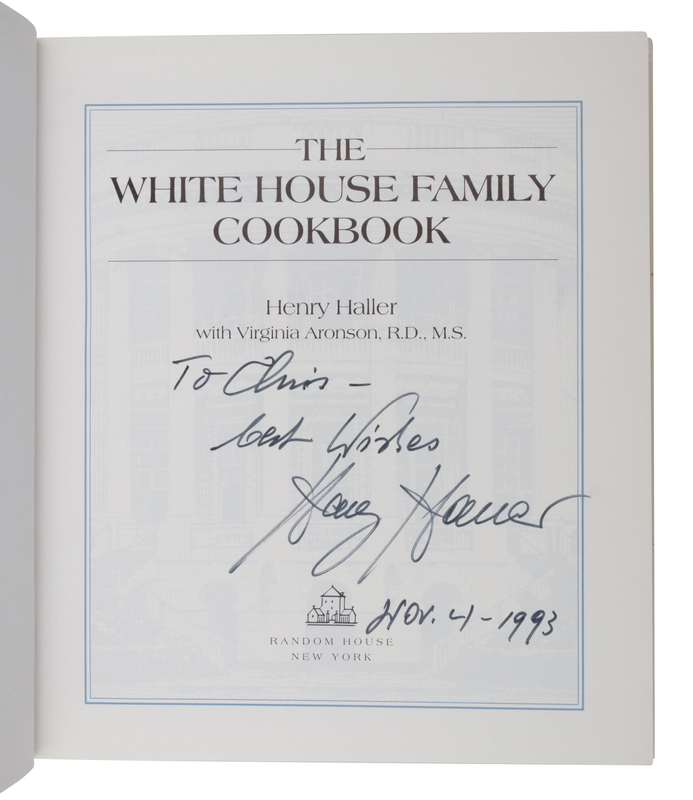 THE
WHITE HOUSE FAMILY
COOKBOOK
Henry Haller
with Virginia Aronson, R.D., M.S.
To Chris –
best Wishes
Henry Haller
Nov. 4 – 1993
RANDOM HOUSE
NEW YORK